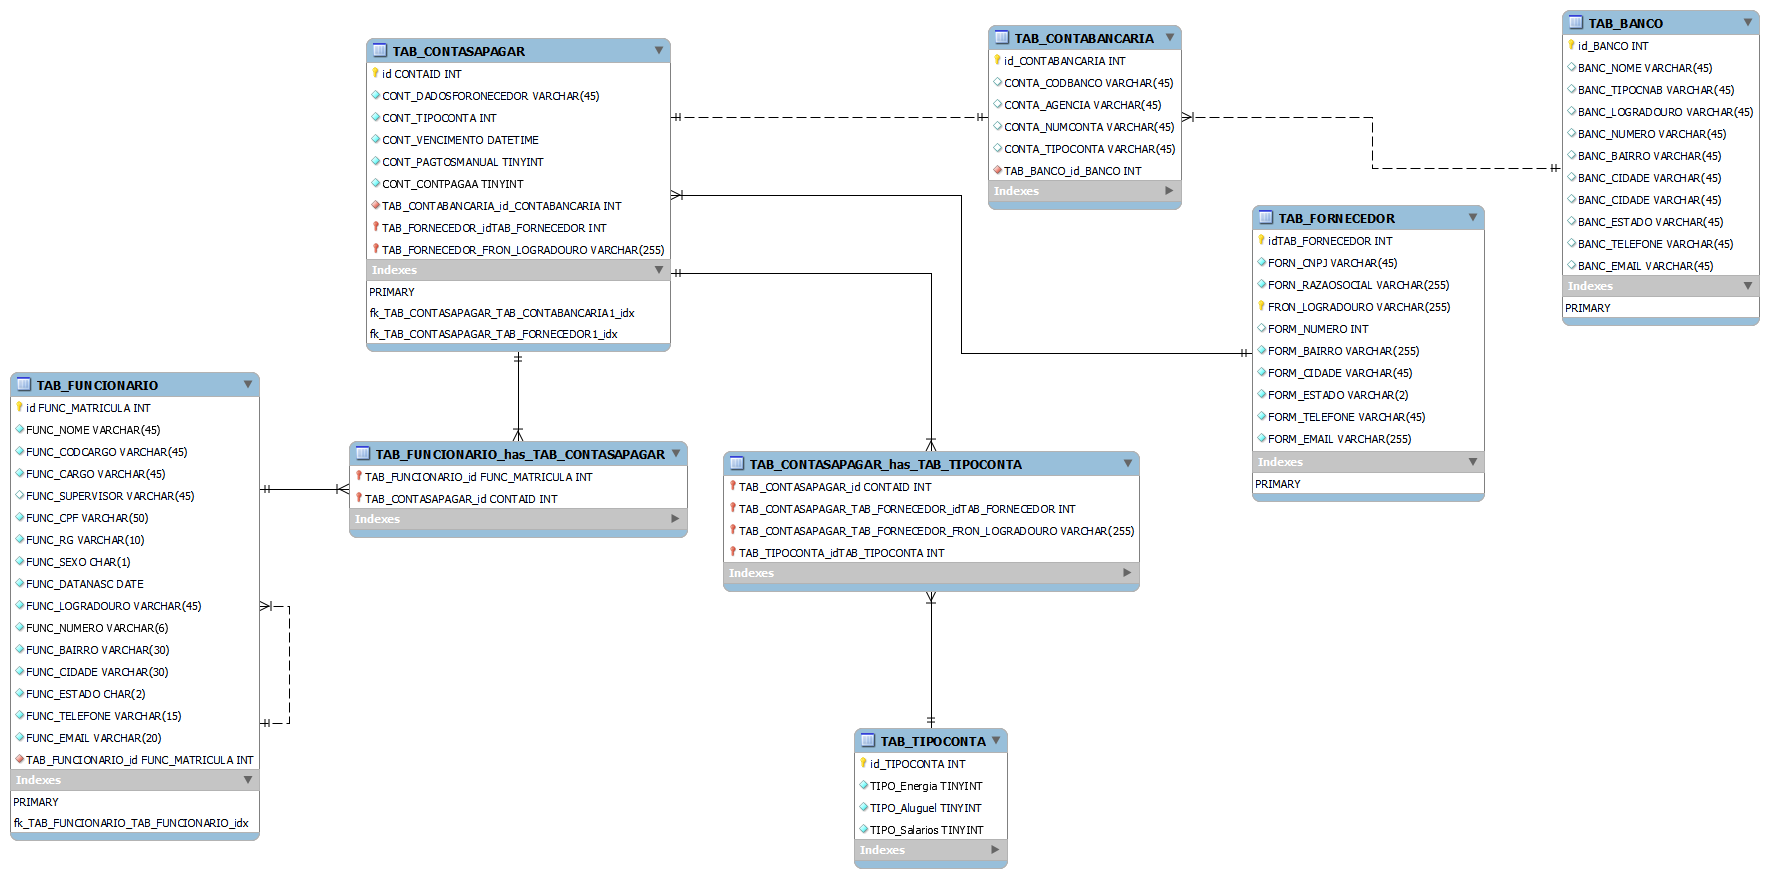 TAB_CONTASAPAGAR
id CONTAID INT
CONT_DADOSFORONECEDOR VARCHAR(45)
CONT_TIPOCONTA INT
CONT_VENCIMENTO DATETIME
CONT_PAGTOSMANUAL TINYINT
CONT_CONTPAGAA TINYINT
TAB_CONTABANCARIA_id_CONTABANCARIA INT
TAB_FORNECEDOR_idTAB_FORNECEDOR INT
TAB_FORNECEDOR_FRON_LOGRADOURO VARCHAR(255)
Indexes
PRIMARY
fk_TAB_CONTASAPAGAR_TAB_CONTABANCARIA1_idx
fk_TAB_CONTASAPAGAR_TAB_FORNECEDOR1_idx
TAB_CONTABANCARIA
id_CONTABANCARIA INT
CONTA_CODBANCO VARCHAR(45)
CONTA_AGENCIA VARCHAR(45)
CONTA_NUMCONTA VARCHAR(45)
CONTA_TIPOCONTA VARCHAR(45)
TAB_BANCO_id_BANCO INT
Indexes
TAB_BANCO
id_BANCO INT
BANC_NOME VARCHAR(45)
BANC_TIPOCNAB VARCHAR(45)
BANC_LOGRADOURO VARCHAR(45)
BANC_NUMERO VARCHAR(45)
BANC_BAIRRO VARCHAR(45)
BANC_CIDADE VARCHAR(45)
BANC_CIDADE VARCHAR(45)
BANC_ESTADO VARCHAR(45)
BANC_TELEFONE VARCHAR(45)
BANC_EMAIL VARCHAR(45)
Indexes
PRIMARY
TAB_FORNECEDOR
idTAB_FORNECEDOR INT
FORN_CNPJ VARCHAR(45)
FORN_RAZAOSOCIAL VARCHAR(255)
FRON_LOGRADOURO VARCHAR(255)
FORM_NUMERO INT
FORM_BAIRRO VARCHAR(255)
FORM_CIDADE VARCHAR(45)
FORM_ESTADO VARCHAR(2)
FORM_TELEFONE VARCHAR(45)
FORM_EMAIL VARCHAR(255)
Indexes
PRIMARY
TAB_FUNCIONARIO
id FUNC_MATRICULA INT
FUNC_NOME VARCHAR(45)
FUNC_CODCARGO VARCHAR(45)
FUNC_CARGO VARCHAR(45)
FUNC_SUPERVISOR VARCHAR(45)
FUNC_CPF VARCHAR(50)
FUNC_RG VARCHAR(10)
FUNC_SEXO CHAR(1)
FUNC_DATANASC DATE
FUNC_LOGRADOURO VARCHAR(45)
FUNC_NUMERO VARCHAR(6)
FUNC_BAIRRO VARCHAR(30)
FUNC_CIDADE VARCHAR(30)
FUNC_ESTADO CHAR(2)
FUNC_TELEFONE VARCHAR(15)
FUNC_EMAIL VARCHAR(20)
TAB_FUNCIONARIO_id FUNC_MATRICULA INT
Indexes
PRIMARY
fk_TAB_FUNCIONARIO_TAB_FUNCIONARIO_idx
TAB_FUNCIONARIO_has_TAB_CONTASAPAGAR
TAB_FUNCIONARIO_id FUNC_MATRICULA INT
TAB_CONTASAPAGAR_id CONTAID INT
Indexes
TAB_CONTASAPAGAR_has_TAB_TIPOCONTA
TAB_CONTASAPAGAR_id CONTAID INT
TAB_CONTASAPAGAR_TAB_FORNECEDOR_idTAB_FORNECEDOR INT
TAB_CONTASAPAGAR_TAB_FORNECEDOR_FRON_LOGRADOURO VARCHAR(255)
TAB_TIPOCONTA_idTAB_TIPOCONTA INT
Indexes
TAB_TIPOCONTA
id_TIPOCONTA INT
TIPO_Energia TINYINT
TIPO_Aluguel TINYINT
TIPO_Salarios TINYINT
Indexes